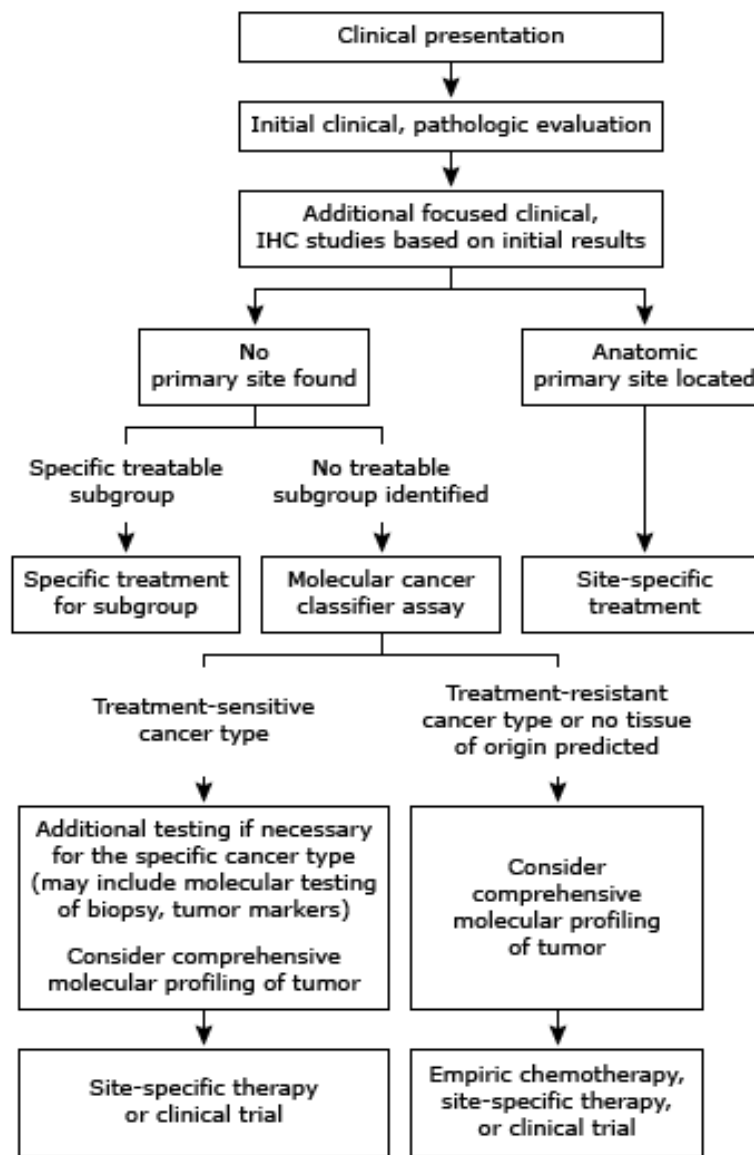 Clinical presentation
Initial clinical, pathologic evaluation
Additional focused clinical,
IHC studies based on initial results
No
primary site found
Anatomic
primary site located
Specific treatable
subgroup
No treatable
subgroup identified
Specific treatment
for subgroup
Molecular cancer
classifier assay
Site-specific
treatment
Treatment-sensitive
cancer type
Treatment-resistant
cancer type or no tissue
of origin predicted
Additional testing if necessary
for the specific cancer type
(may include molecular testing
of biopsy, tumor markers)
Consider comprehensive
molecular profiling of tumor
Consider
comprehensive
molecular profiling
of tumor
Site-specific therapy
or clinical trial
Empiric chemotherapy,
site-specific therapy,
or clinical trial